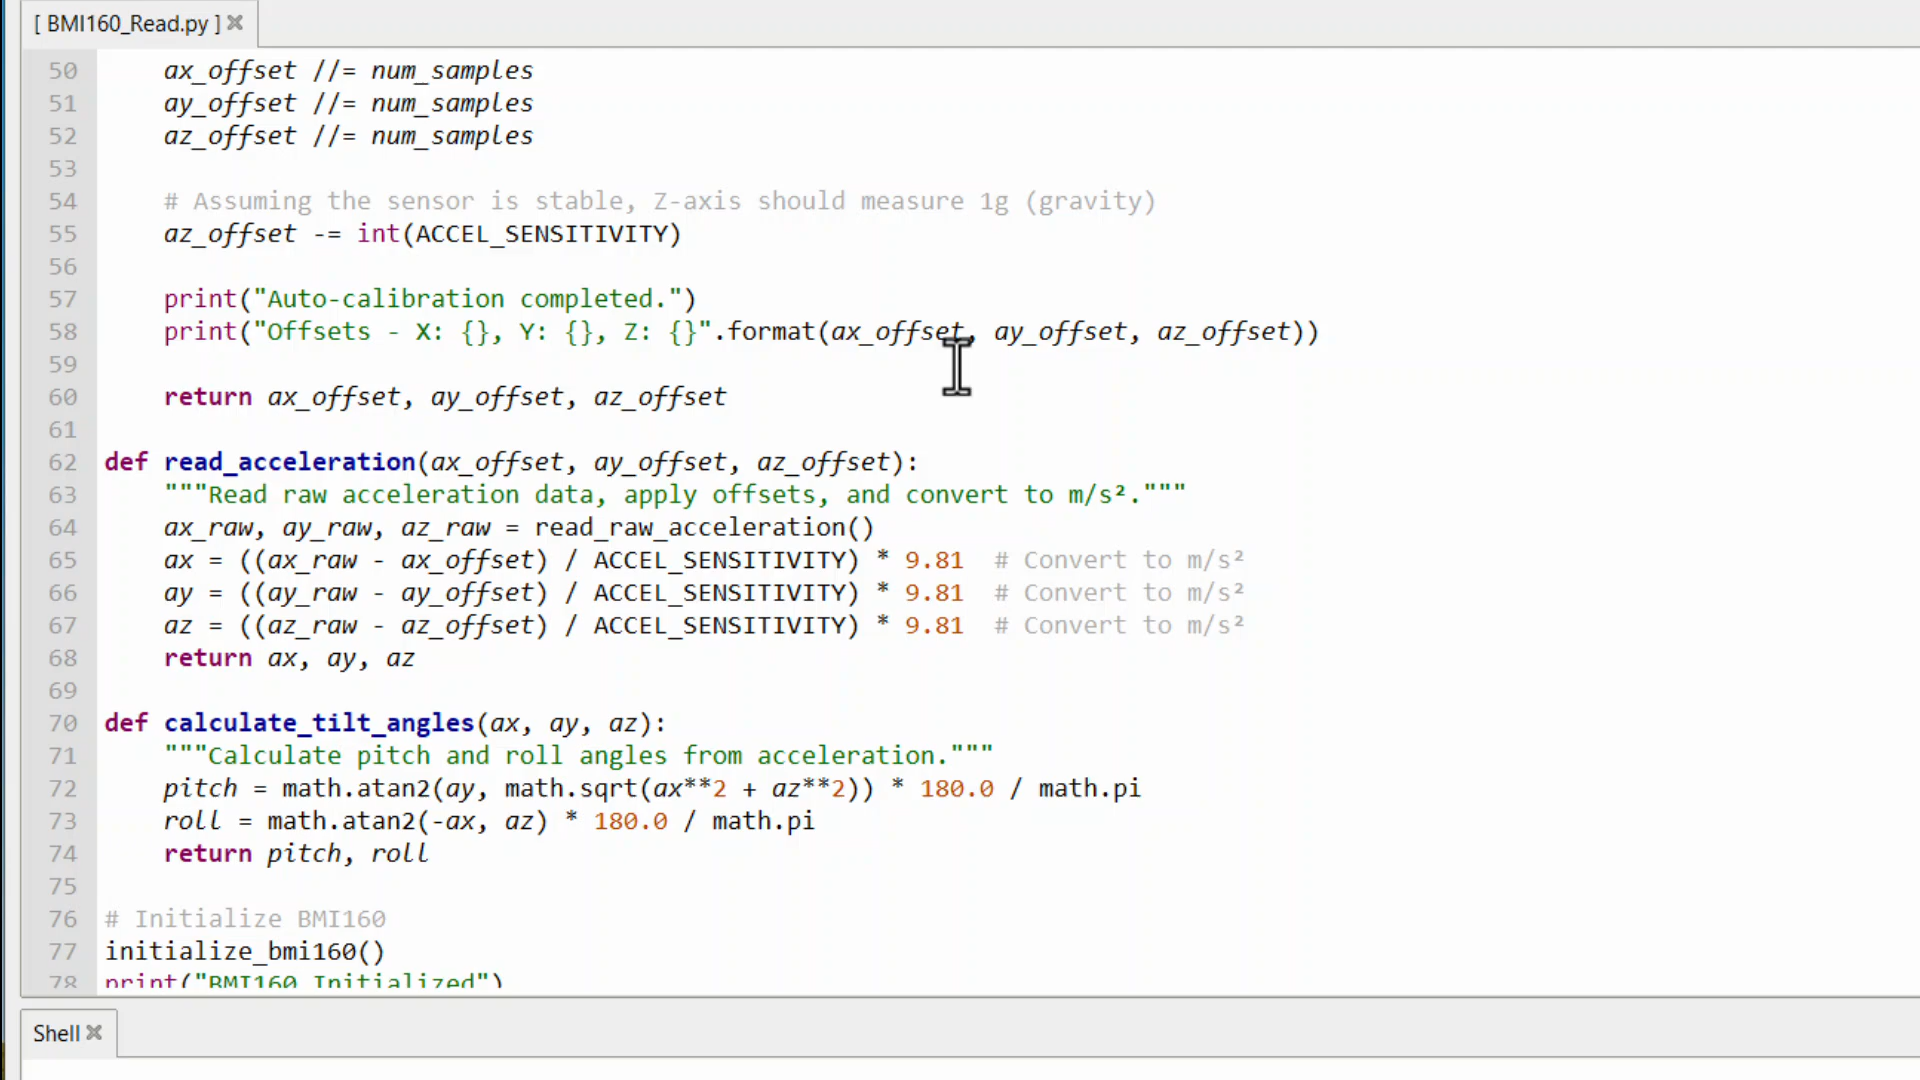 [ BMI160_Read.py ]
50 ax_offset //= num_samples
51 ay_offset //= num_samples
52 az_offset //= num_samples
53
54 # Assuming the sensor is stable, Z-axis should measure 1g (gravity)
55 az_offset -= int(ACCEL_SENSITIVITY)
56
57 print("Auto-calibration completed.")
58 print("Offsets - X: {}, Y: {}, Z: {}".format(ax_offset, ay_offset, az_offset))
59
60 return ax_offset, ay_offset, az_offset
61
62 def read_acceleration(ax_offset, ay_offset, az_offset):
63 """Read raw acceleration data, apply offsets, and convert to m/s²."""
64 ax_raw, ay_raw, az_raw = read_raw_acceleration()
65 ax = ((ax_raw - ax_offset) / ACCEL_SENSITIVITY) * 9.81 # Convert to m/s²
66 ay = ((ay_raw - ay_offset) / ACCEL_SENSITIVITY) * 9.81 # Convert to m/s²
67 az = ((az_raw - az_offset) / ACCEL_SENSITIVITY) * 9.81 # Convert to m/s²
68 return ax, ay, az
69
70 def calculate_tilt_angles(ax, ay, az):
71 """Calculate pitch and roll angles from acceleration."""
72 pitch = math.atan2(ay, math.sqrt(ax**2 + az**2)) * 180.0 / math.pi
73 roll = math.atan2(-ax, az) * 180.0 / math.pi
74 return pitch, roll
75
76 # Initialize BMI160
77 initialize_bmi160()
78 print("BMI160 Initialized")
Shell